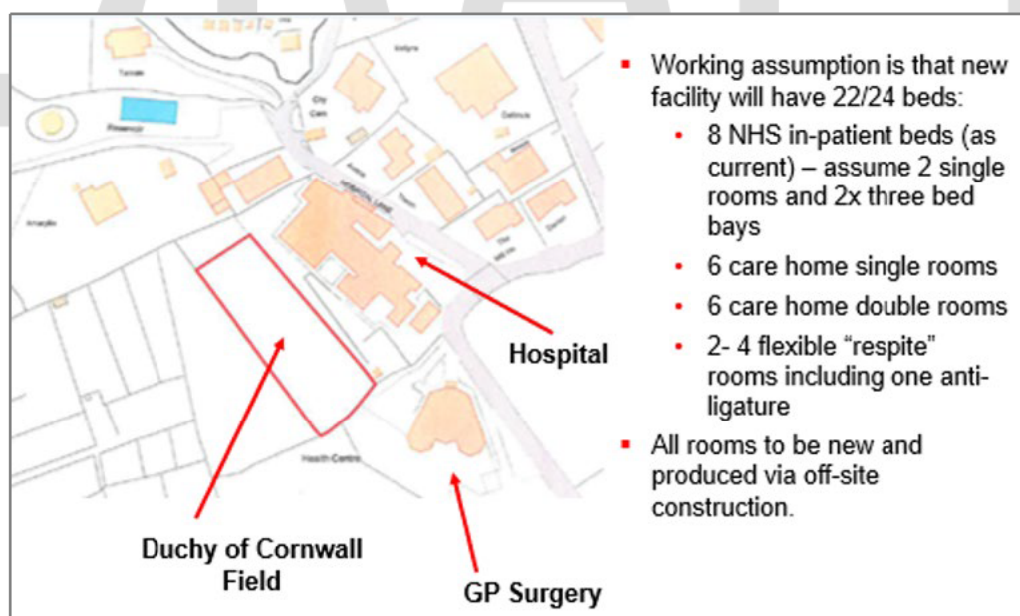 Working assumption is that new
facility will have 22/24 beds:
8 NHS in-patient beds (as
current) – assume 2 single
rooms and 2x three bed
bays
6 care home single rooms
6 care home double rooms
2- 4 flexible “respite”
rooms including one anti-
ligature
All rooms to be new and
produced via off-site
construction.
Hospital
Duchy of Cornwall
Field
GP Surgery
Reservoir
HOSPITAL LANE
Health Centre